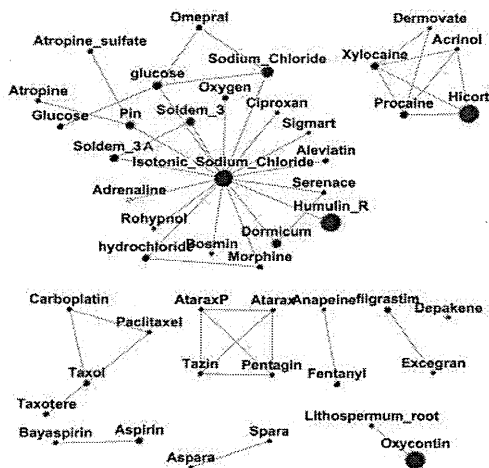 Omepral
Dermovate
Atropine_sulfate
Sodium_Chloride
Acrinol
Xylocaine
glucose
Oxygen
Atropine
Glucose
Pin
Soldem_3
Ciproxan
Procaine
Hicort
Sigmart
Soldem_3A
Isotonic_Sodium_Chloride
Aleviatin
Adrenaline
Serenace
Humulin_R
Rohypnol
Dormicum
hydrochloride
Bosmin
Morphine
Carboplatin
AtaraxP
Atarax
Anapeine
filgrastim
Depakene
Paclitaxel
Taxol
Tazin
Pentagin
Fentanyl
Excegran
Taxotere
Bayaspirin
Aspirin
Spara
Lithospermum_root
Aspara
Oxycontin